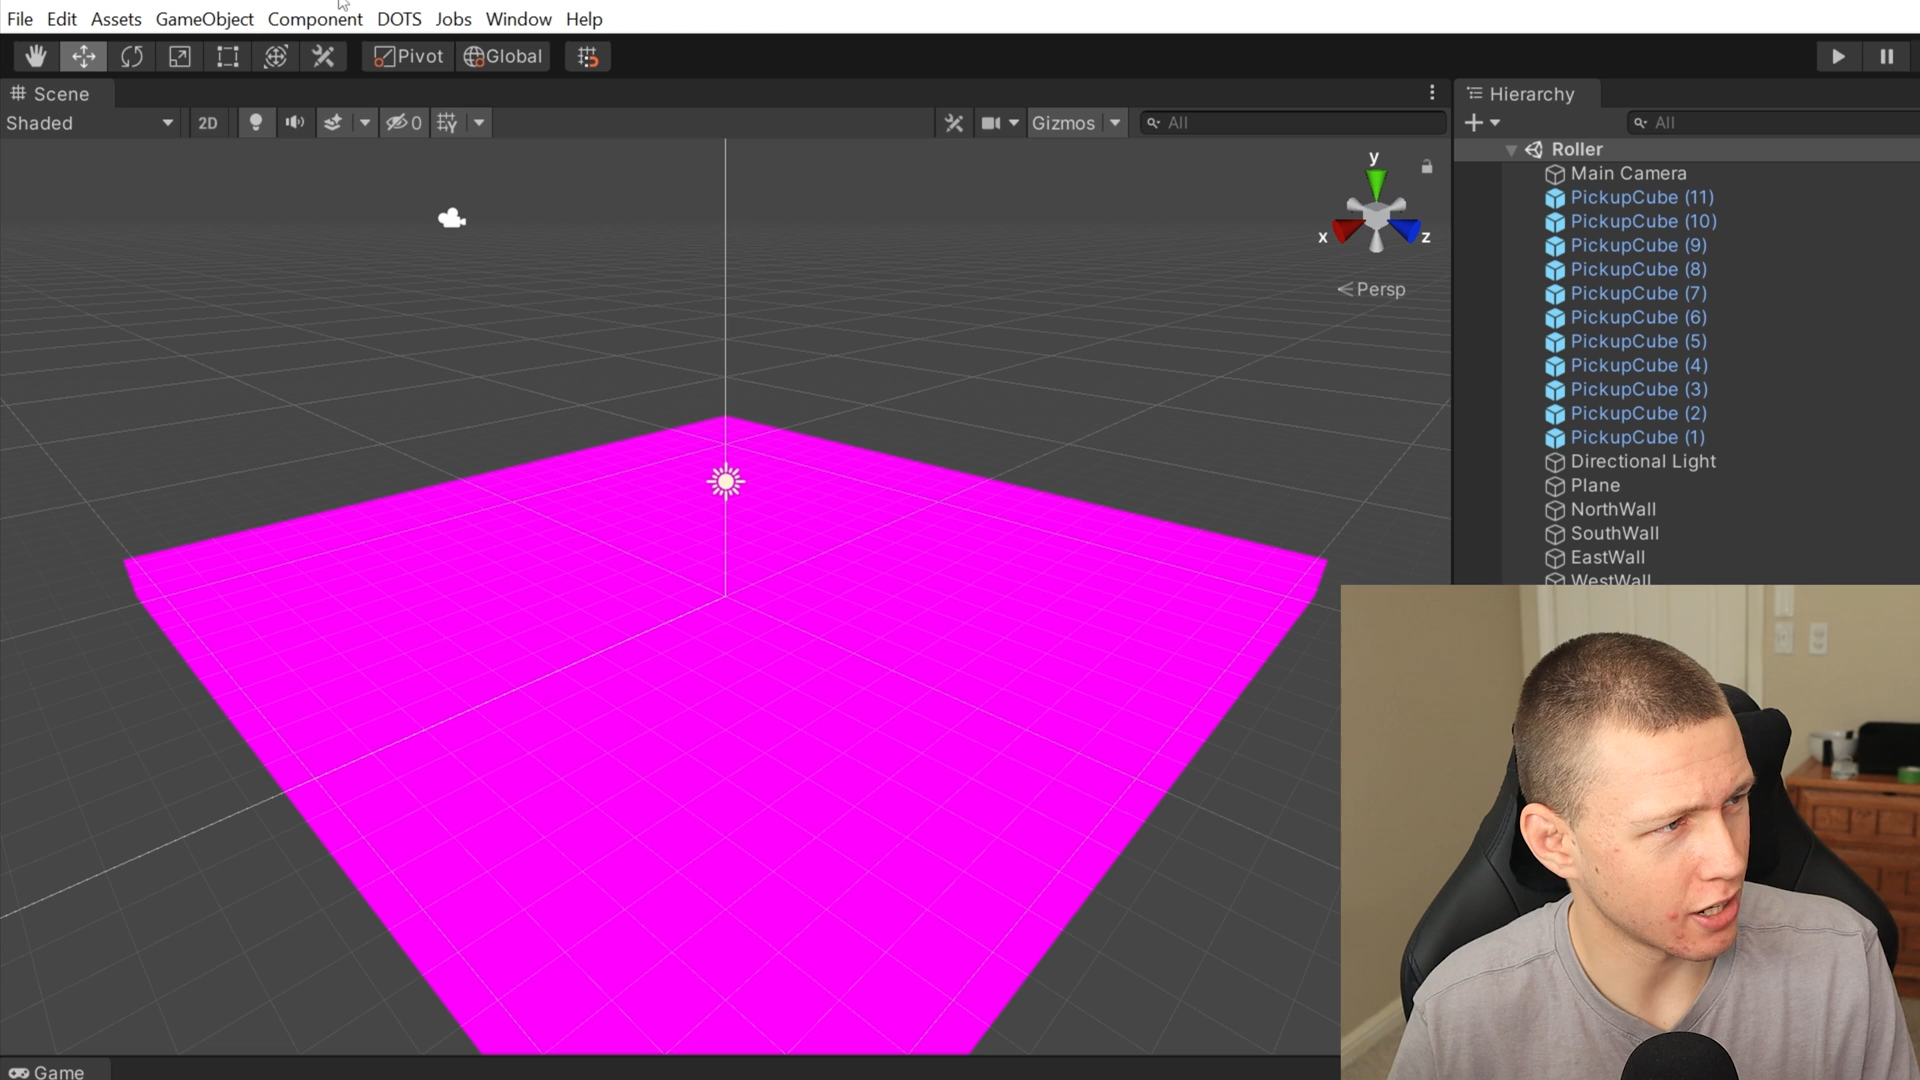 File Edit Assets GameObject Component DOTS Jobs Window Help
Pivot Global
Scene
Hierarchy
Shaded 2D 0 Gizmos All
All
Roller
Main Camera
PickupCube (11)
PickupCube (10)
PickupCube (9)
PickupCube (8)
PickupCube (7)
PickupCube (6)
PickupCube (5)
PickupCube (4)
PickupCube (3)
PickupCube (2)
PickupCube (1)
Directional Light
Plane
NorthWall
SouthWall
EastWall
WestWall
y
x
z
Persp
Game